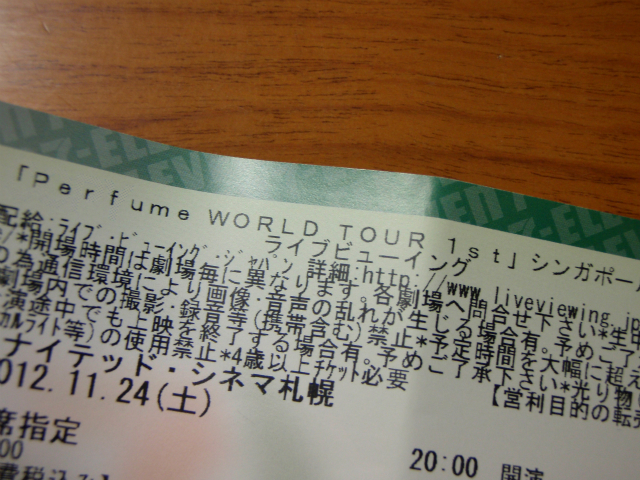 「Perfume WORLD TOUR 1st」シンガポール
ライブビューイング
配給:ライブ・ビューイング・ジャパン 詳細:http://www.liveviewing.jp
*開場時間は劇場毎に異なります。各劇場へ問合せ下さい*生中
の為通信環境により画像・音声の乱れが生じる場合有。予めご了
劇場内での撮影・録音等(携帯含む)禁止*予定時間を大幅に超え
演途中でも上映を終了する場合有。予めご了承下さい*光り物
カルライト等)の使用禁止*4歳以上チケット必要
ナイテッド・シネマ札幌
【営利目的の転売
2012.11.24(土)
席指定
20:00 開演